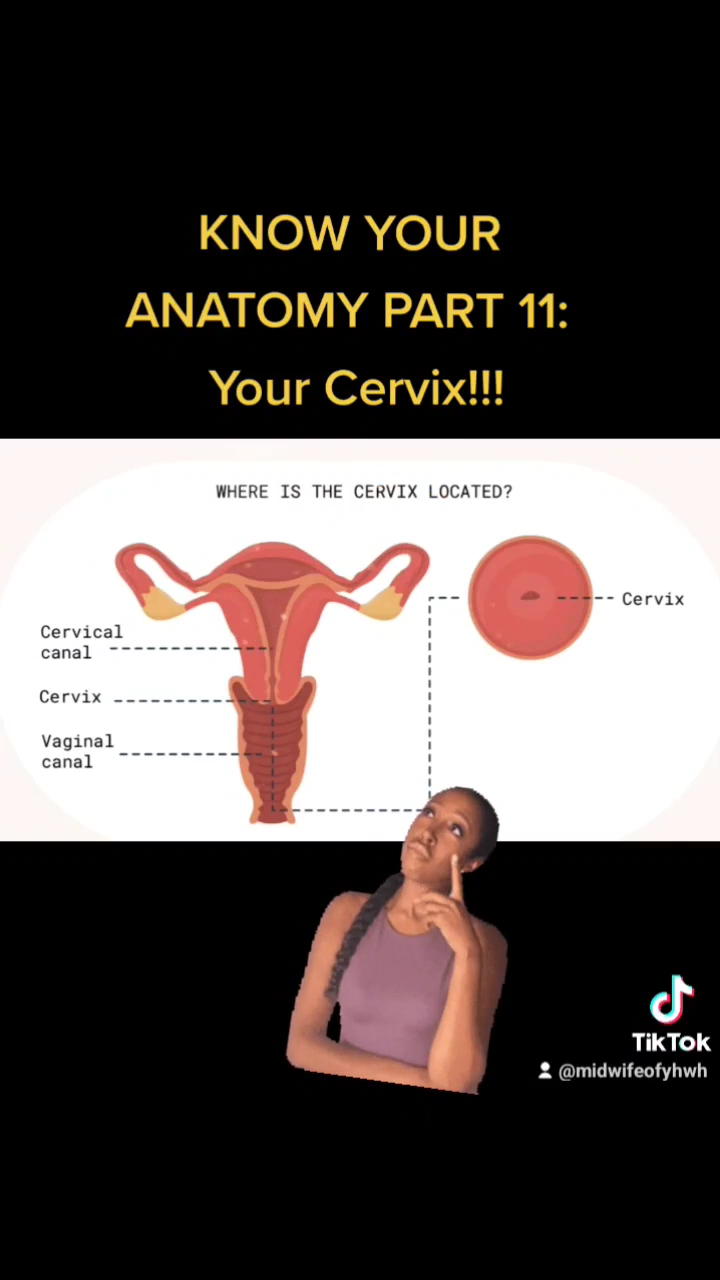 KNOW YOUR
ANATOMY PART 11:
Your Cervix!!!
WHERE IS THE CERVIX LOCATED?
Cervical
canal
Cervix
Vaginal
canal
Cervix
TikTok
@midwifeofyhwh